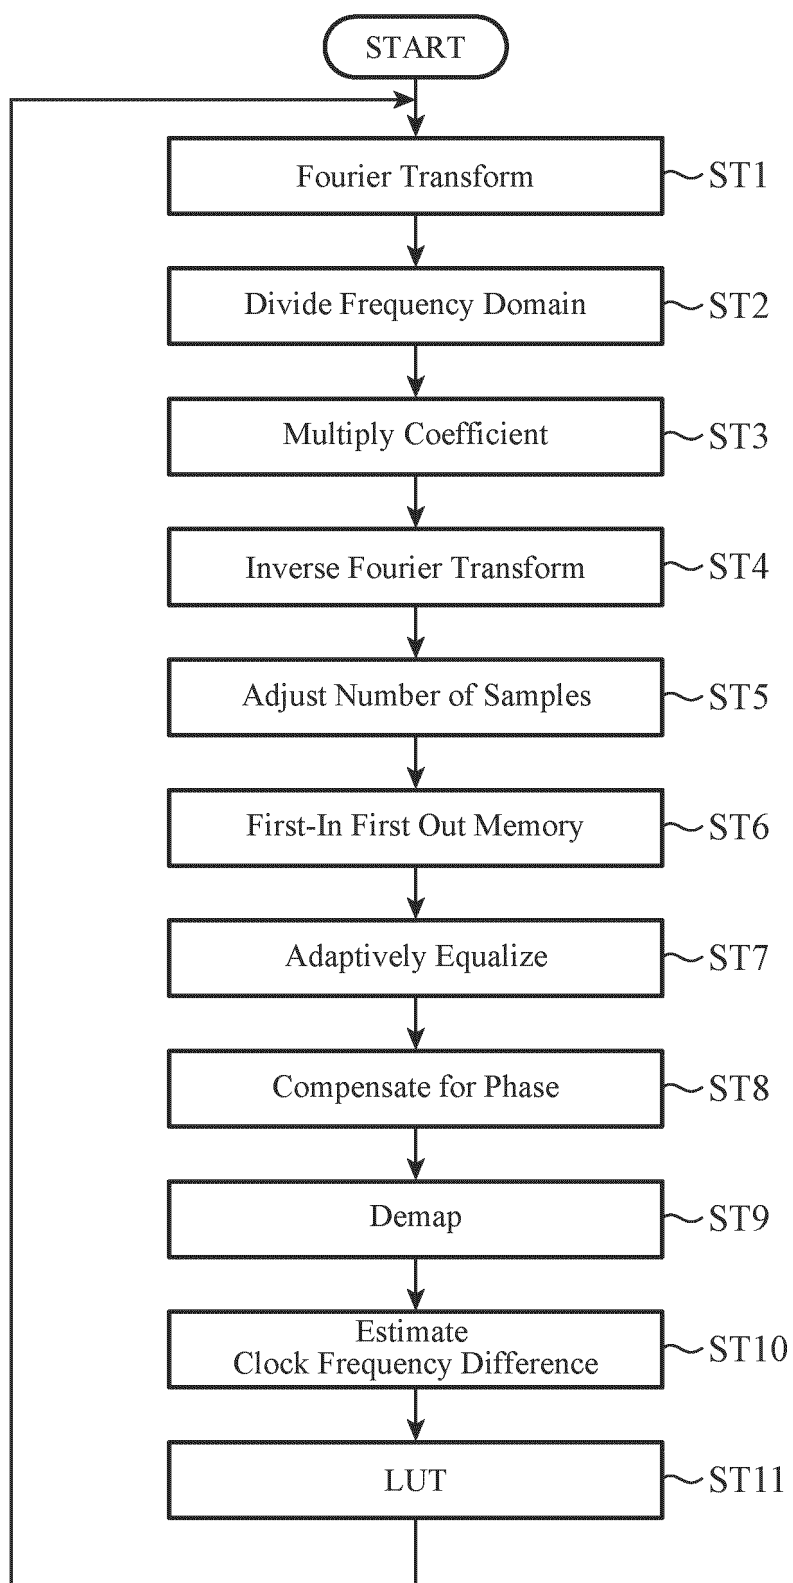 START
Fourier Transform
ST1
Divide Frequency Domain
ST2
Multiply Coefficient
ST3
Inverse Fourier Transform
ST4
Adjust Number of Samples
ST5
First-In First Out Memory
ST6
Adaptively Equalize
ST7
Compensate for Phase
ST8
Demap
ST9
Estimate
Clock Frequency Difference
ST10
LUT
ST11